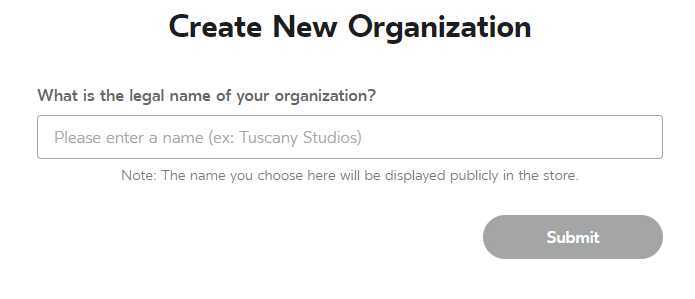 Create New Organization
What is the legal name of your organization?
Please enter a name (ex: Tuscany Studios)
Note: The name you choose here will be displayed publicly in the store.
Submit